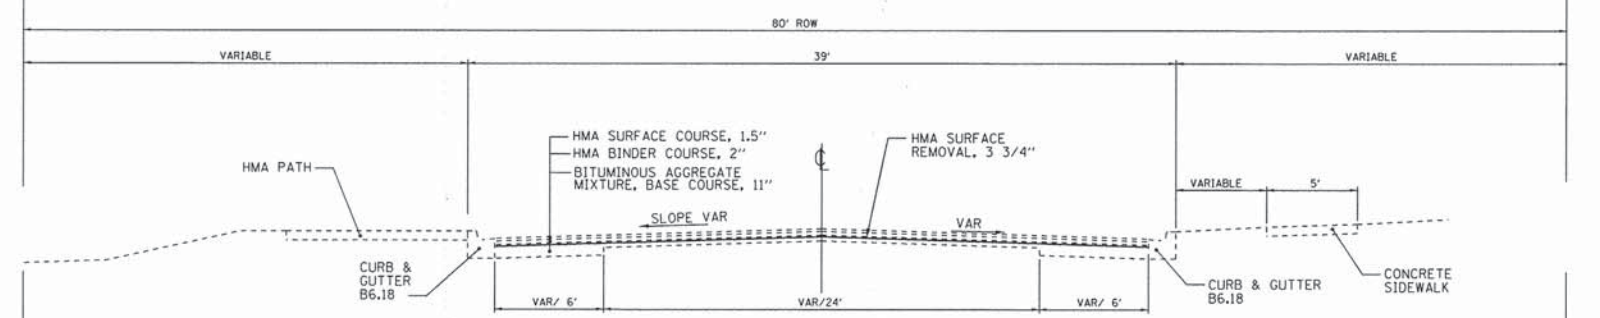 80' ROW
VARIABLE
39'
VARIABLE
HMA SURFACE COURSE, 1.5"
HMA BINDER COURSE, 2"
BITUMINOUS AGGREGATE
MIXTURE, BASE COURSE, 11"
HMA SURFACE
REMOVAL, 3 3/4"
℄
HMA PATH
VARIABLE
5'
SLOPE VAR
VAR
CURB &
GUTTER
B6.18
CURB & GUTTER
B6.18
CONCRETE
SIDEWALK
VAR/ 6'
VAR/24'
VAR/ 6'